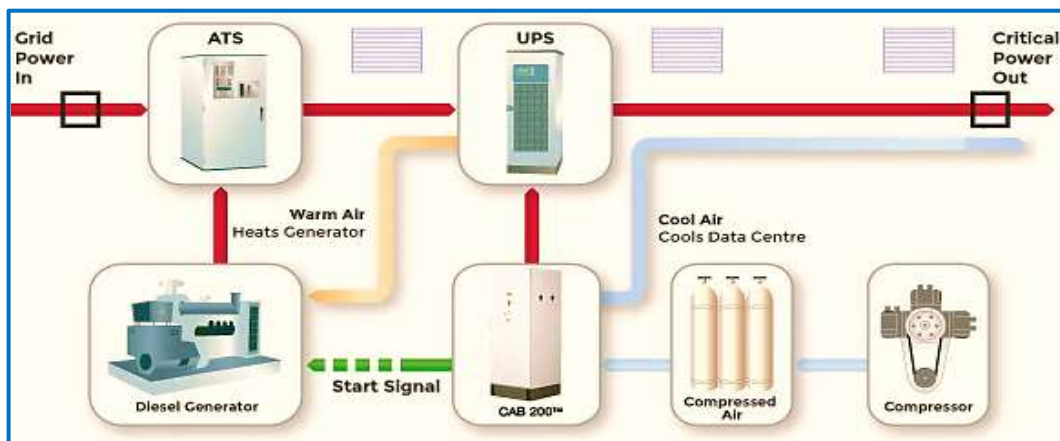 Grid
Power
In
ATS
UPS
Critical
Power
Out
Warm Air
Heats Generator
Cool Air
Cools Data Centre
Diesel Generator
Start Signal
CAB 200™
Compressed
Air
Compressor